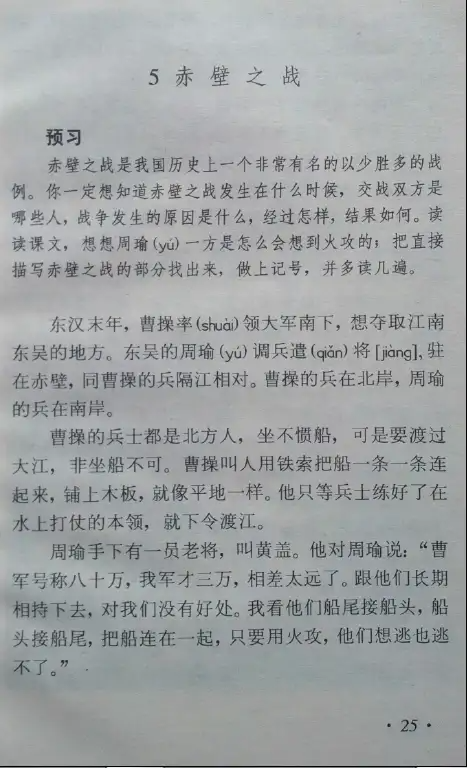 5 赤壁之战
预习
赤壁之战是我国历史上一个非常有名的以少胜多的战
例。你一定想知道赤壁之战发生在什么时候，交战双方是
哪些人，战争发生的原因是什么，经过怎样，结果如何。读
读课文，想想周瑜(yú)一方是怎么会想到火攻的；把直接
描写赤壁之战的部分找出来，做上记号，并多读几遍。
东汉末年，曹操率(shuài)领大军南下，想夺取江南
东吴的地方。东吴的周瑜(yú)调兵遣(qiǎn)将[jiàng]，驻
在赤壁，同曹操的兵隔江相对。曹操的兵在北岸，周瑜
的兵在南岸。
曹操的兵士都是北方人，坐不惯船，可是要渡过
大江，非坐船不可。曹操叫人用铁索把船一条一条连
起来，铺上木板，就像平地一样。他只等兵士练好了在
水上打仗的本领，就下令渡江。
周瑜手下有一员老将，叫黄盖。他对周瑜说：“曹
军号称八十万，我军才三万，相差太远了。跟他们长期
相持下去，对我们没有好处。我看他们船尾接船头，船
头接船尾，把船连在一起，只要用火攻，他们想逃也逃
不了。”
·25·